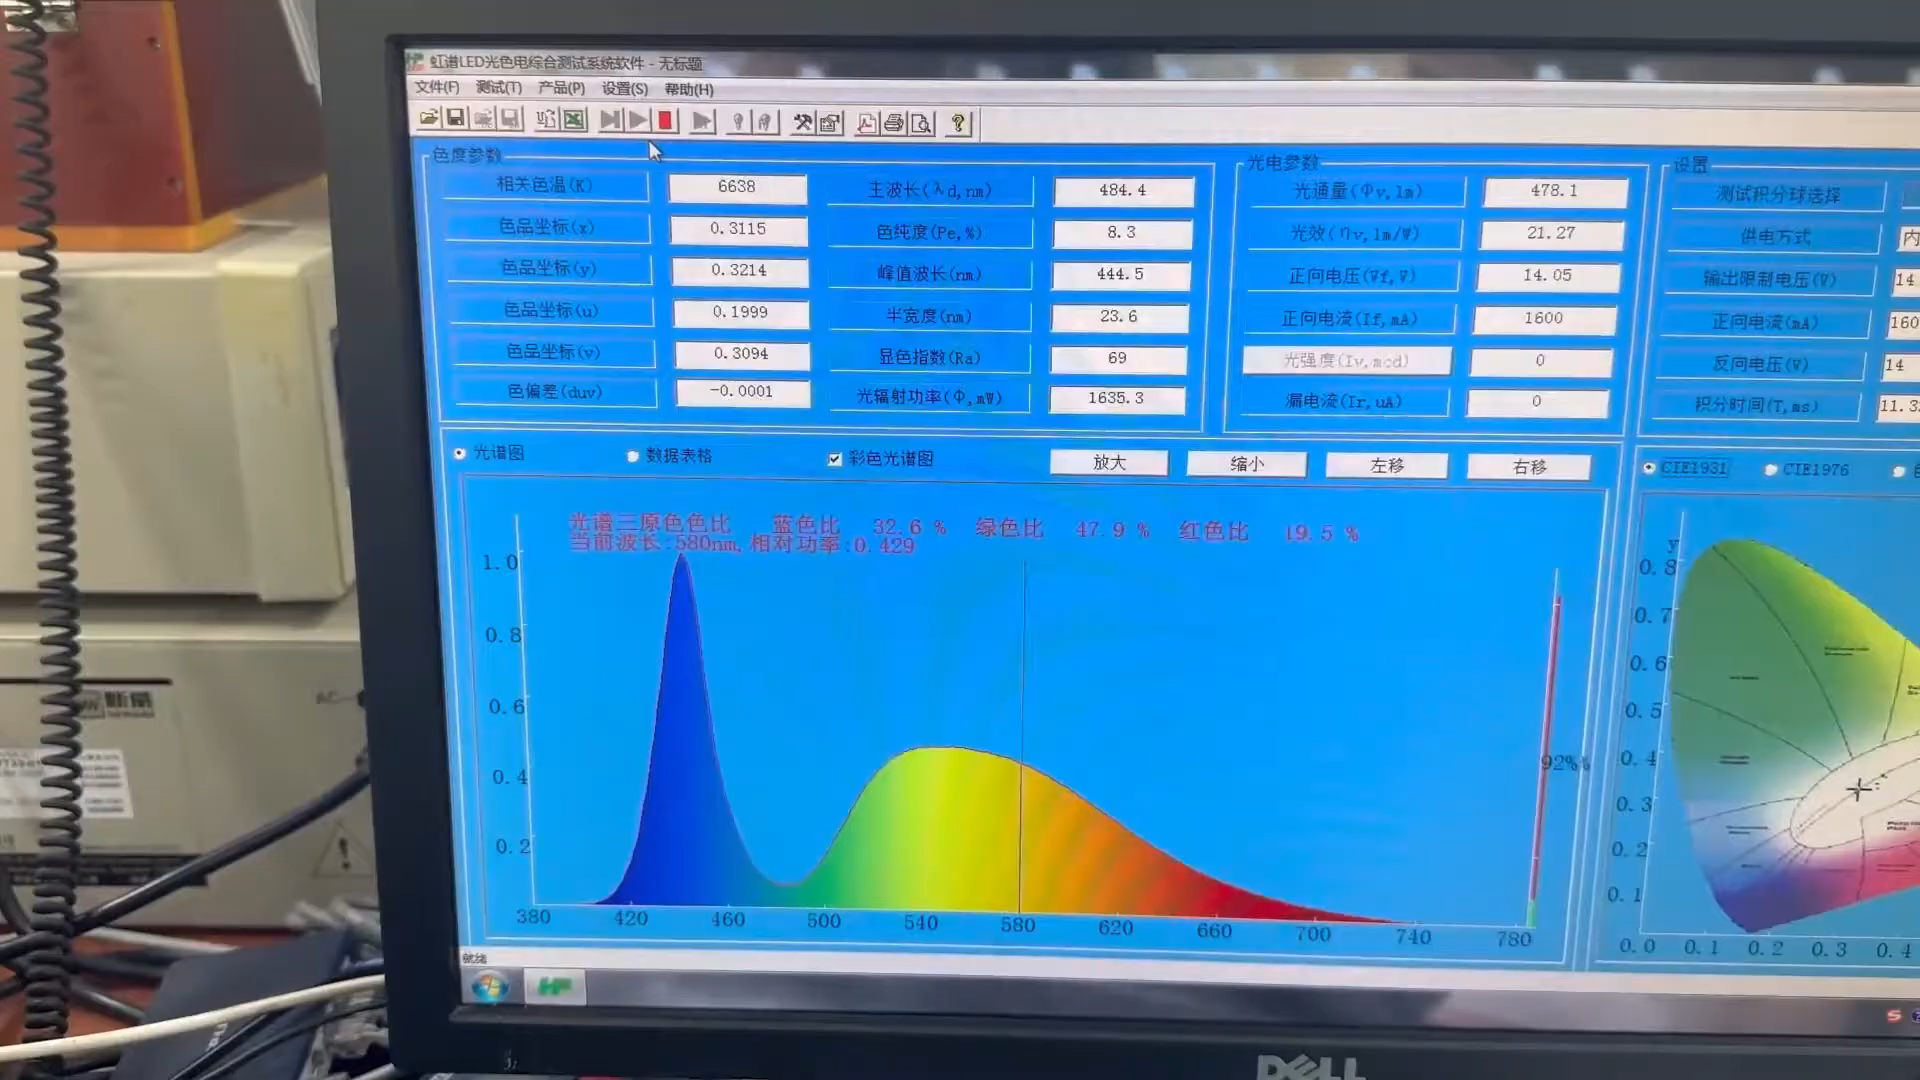 虹谱LED光色电综合测试系统软件 - 无标题
文件(F) 测试(T) 产品(P) 设置(S) 帮助(H)
色度参数 光电参数 设置
相关色温(K) 6638 主波长(λd,nm) 484.4 光通量(Φv,lm) 478.1 测试积分球选择
色品坐标(x) 0.3115 色纯度(Pe,%) 8.3 光效(ηv,lm/W) 21.27 供电方式 内
色品坐标(y) 0.3214 峰值波长(nm) 444.5 正向电压(Vf,V) 14.05 输出限制电压(V) 14
色品坐标(u) 0.1999 半宽度(nm) 23.6 正向电流(If,mA) 1600 正向电流(mA) 160
色品坐标(v) 0.3094 显色指数(Ra) 69 光强度(Iv,mcd) 0 反向电压(V) 14
色偏差(duv) -0.0001 光辐射功率(Φ,mW) 1635.3 漏电流(Ir,uA) 0 积分时间(T,ms) 11.3
光谱图 数据表格 彩色光谱图 放大 缩小 左移 右移 CIE1931 CIE1976
光谱三原色色比 蓝色比 32.6 % 绿色比 47.9 % 红色比 19.5 %
当前波长:580nm,相对功率:0.429
1.0
0.8
0.6
0.4
0.2
380 420 460 500 540 580 620 660 700 740 780
92%
y
0.8
0.7
0.6
0.5
0.4
0.3
0.2
0.1
0.0 0.1 0.2 0.3 0.4
就绪
HP
DELL